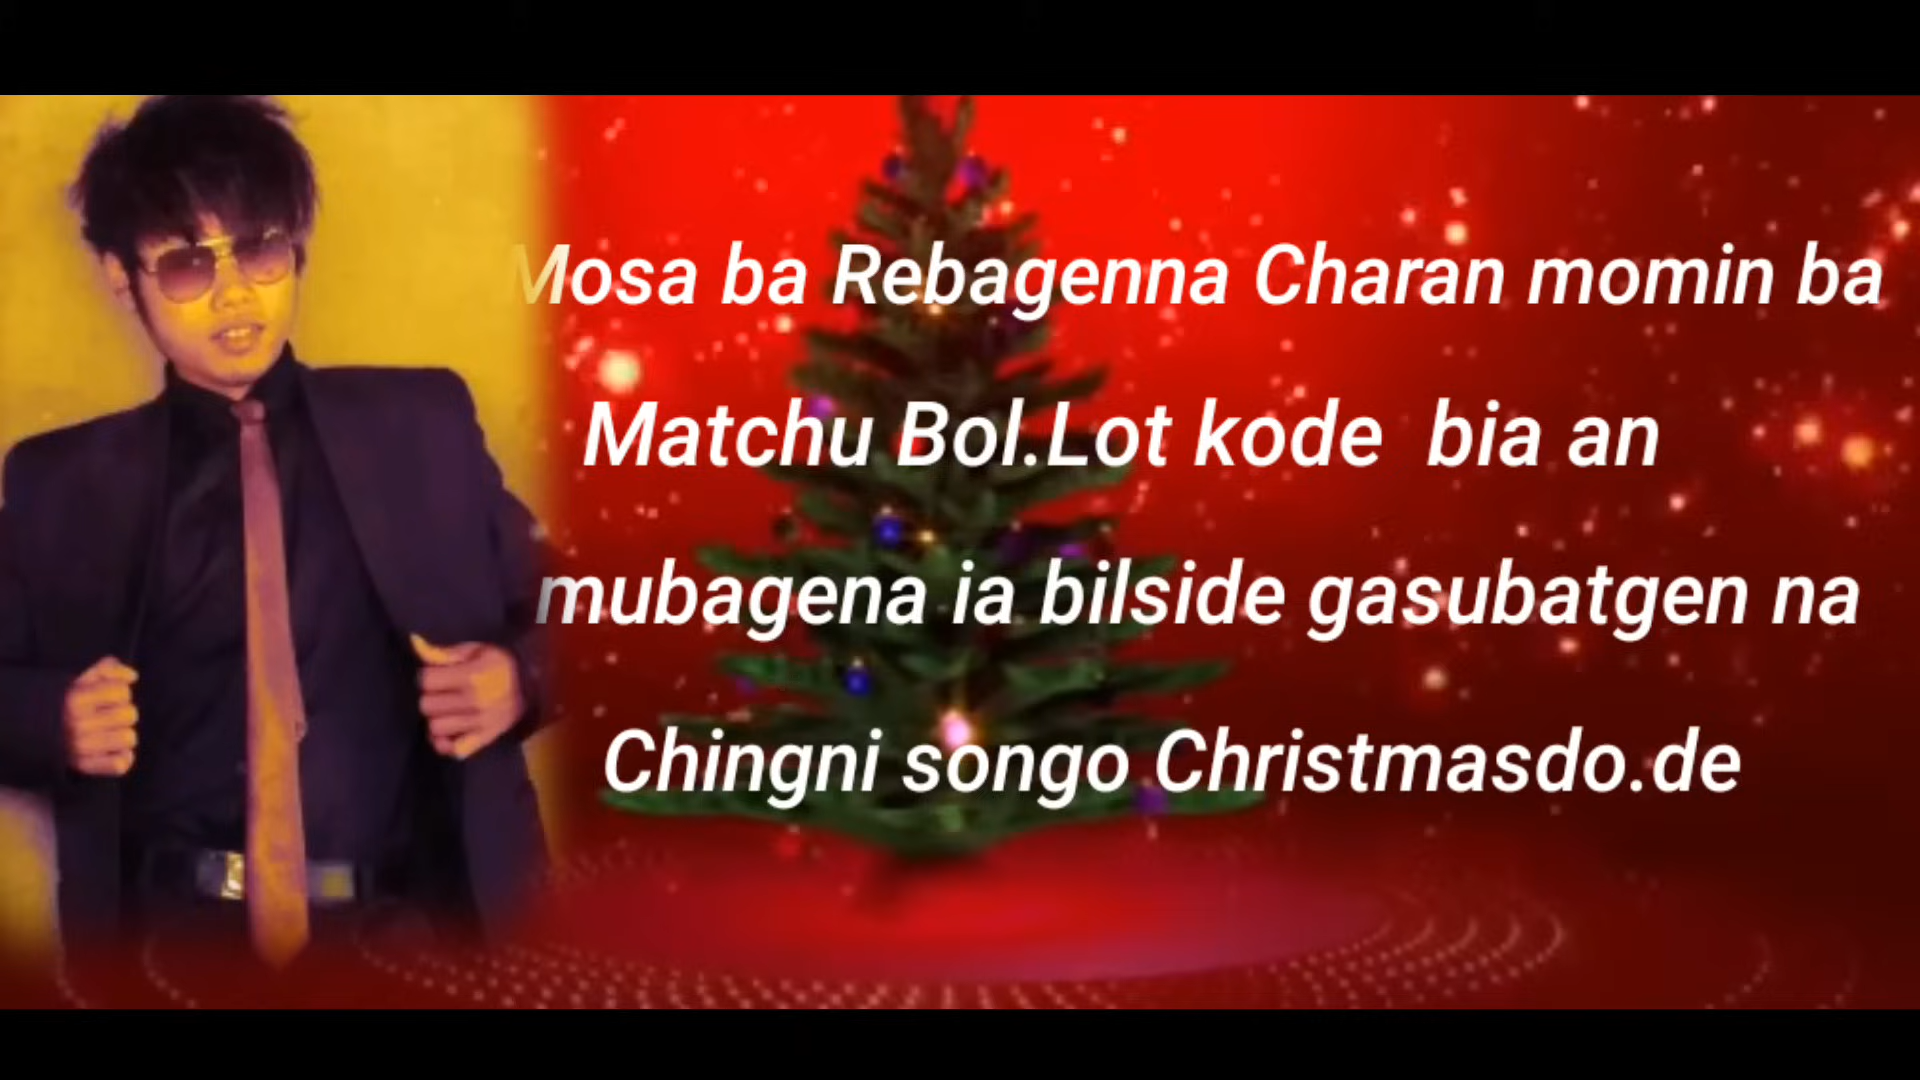 Mosa ba Rebagenna Charan momin ba
Matchu Bol.Lot kode bia an
mubagena ia bilside gasubatgen na
Chingni songo Christmasdo.de